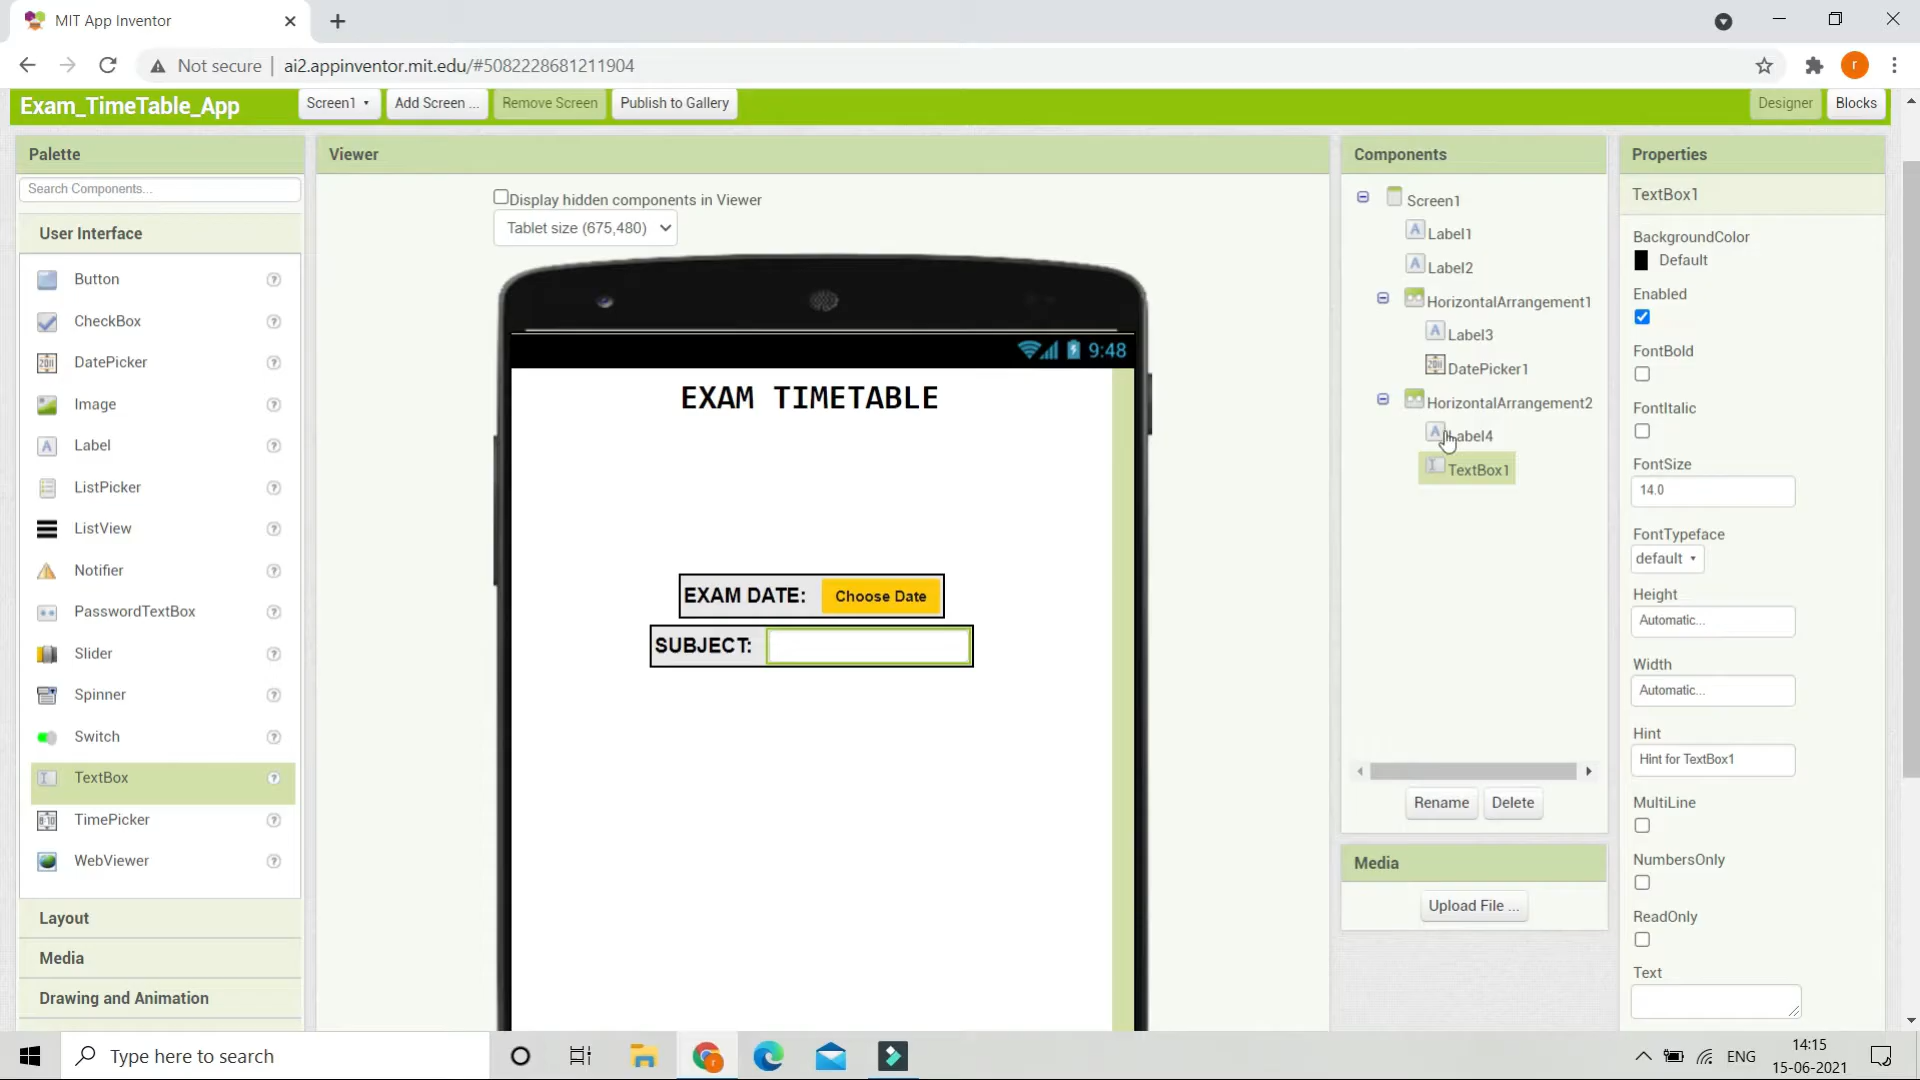 MIT App Inventor
Not secure
ai2.appinventor.mit.edu/#5082228681211904
r
Exam_TimeTable_App
Screen1
Add Screen ...
Remove Screen
Publish to Gallery
Designer
Blocks
Palette
Search Components...
User Interface
Button
CheckBox
DatePicker
Image
Label
ListPicker
ListView
Notifier
PasswordTextBox
Slider
Spinner
Switch
TextBox
TimePicker
WebViewer
Layout
Media
Drawing and Animation
Viewer
Display hidden components in Viewer
Tablet size (675,480)
9:48
EXAM TIMETABLE
EXAM DATE:
Choose Date
SUBJECT:
Components
Screen1
Label1
Label2
HorizontalArrangement1
Label3
DatePicker1
HorizontalArrangement2
Label4
TextBox1
Rename
Delete
Media
Upload File ...
Properties
TextBox1
BackgroundColor
Default
Enabled
FontBold
FontItalic
FontSize
14.0
FontTypeface
default
Height
Automatic...
Width
Automatic...
Hint
Hint for TextBox1
MultiLine
NumbersOnly
ReadOnly
Text
Type here to search
ENG
14:15
15-06-2021